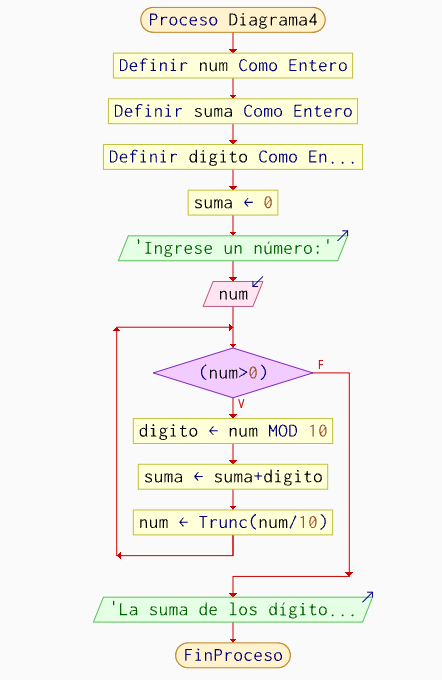 Proceso Diagrama4
Definir num Como Entero
Definir suma Como Entero
Definir digito Como En...
suma ← 0
'Ingrese un número:'
num
(num>0)
F
V
digito ← num MOD 10
suma ← suma+digito
num ← Trunc(num/10)
'La suma de los dígito...
FinProceso